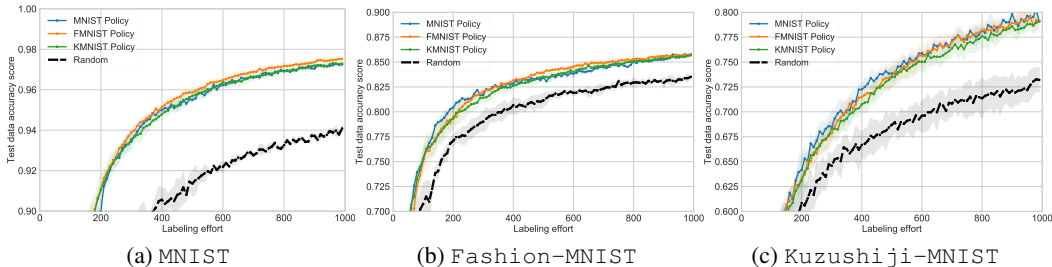 1.00
0.98
0.96
0.94
0.92
0.90
Test data accuracy score
MNIST Policy
FMNIST Policy
KMNIST Policy
Random
0 200 400 600 800 1000
Labeling effort
(a) MNIST
0.900
0.875
0.850
0.825
0.800
0.775
0.750
0.725
0.700
Test data accuracy score
MNIST Policy
FMNIST Policy
KMNIST Policy
Random
0 200 400 600 800 1000
Labeling effort
(b) Fashion-MNIST
0.800
0.775
0.750
0.725
0.700
0.675
0.650
0.625
0.600
Test data accuracy score
MNIST Policy
FMNIST Policy
KMNIST Policy
Random
0 200 400 600 800 1000
Labeling effort
(c) Kuzushiji-MNIST